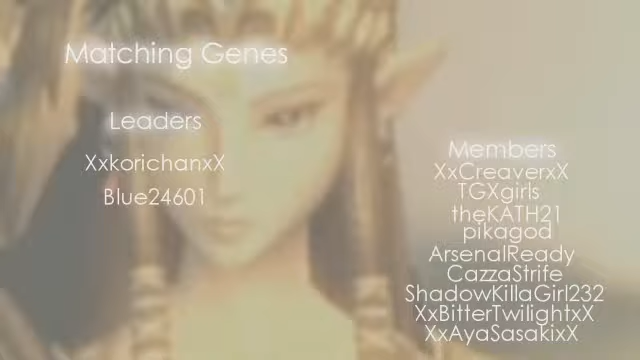 Matching Genes
Leaders
XxkorichanxX
Blue24601
Members
XxCreaverxX
TGXgirls
theKATH21
pikagod
ArsenalReady
CazzaStrife
ShadowKillaGirl232
XxBitterTwilightxX
XxAyaSasakixX